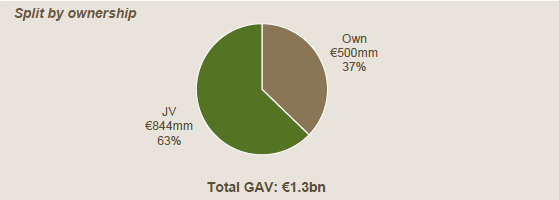 Split by ownership
Own
€500mm
37%
JV
€844mm
63%
Total GAV: €1.3bn